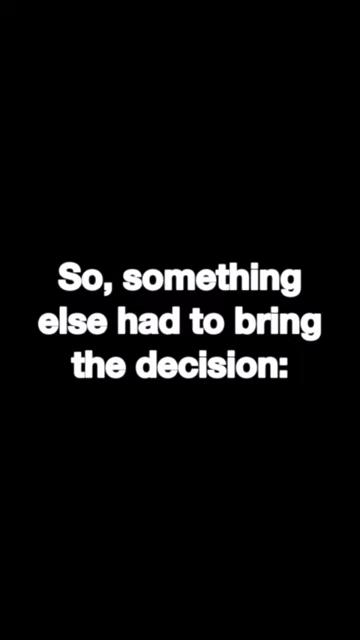 So, something
else had to bring
the decision: